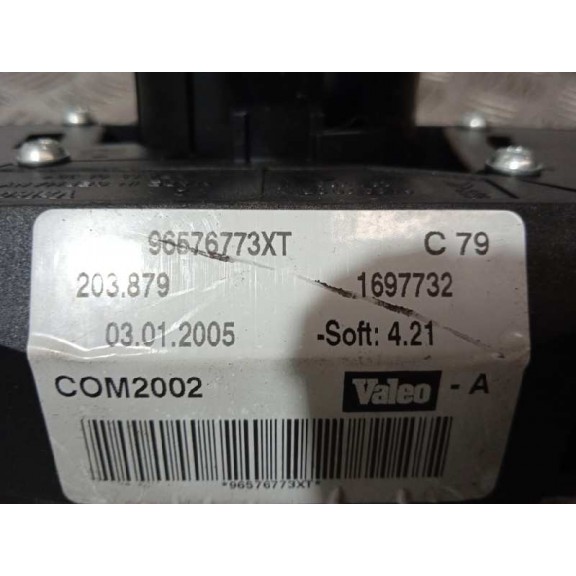 96576773XT C 79
203.879 1697732
03.01.2005 -Soft: 4.21
COM2002 Valeo - A
*96576773XT*